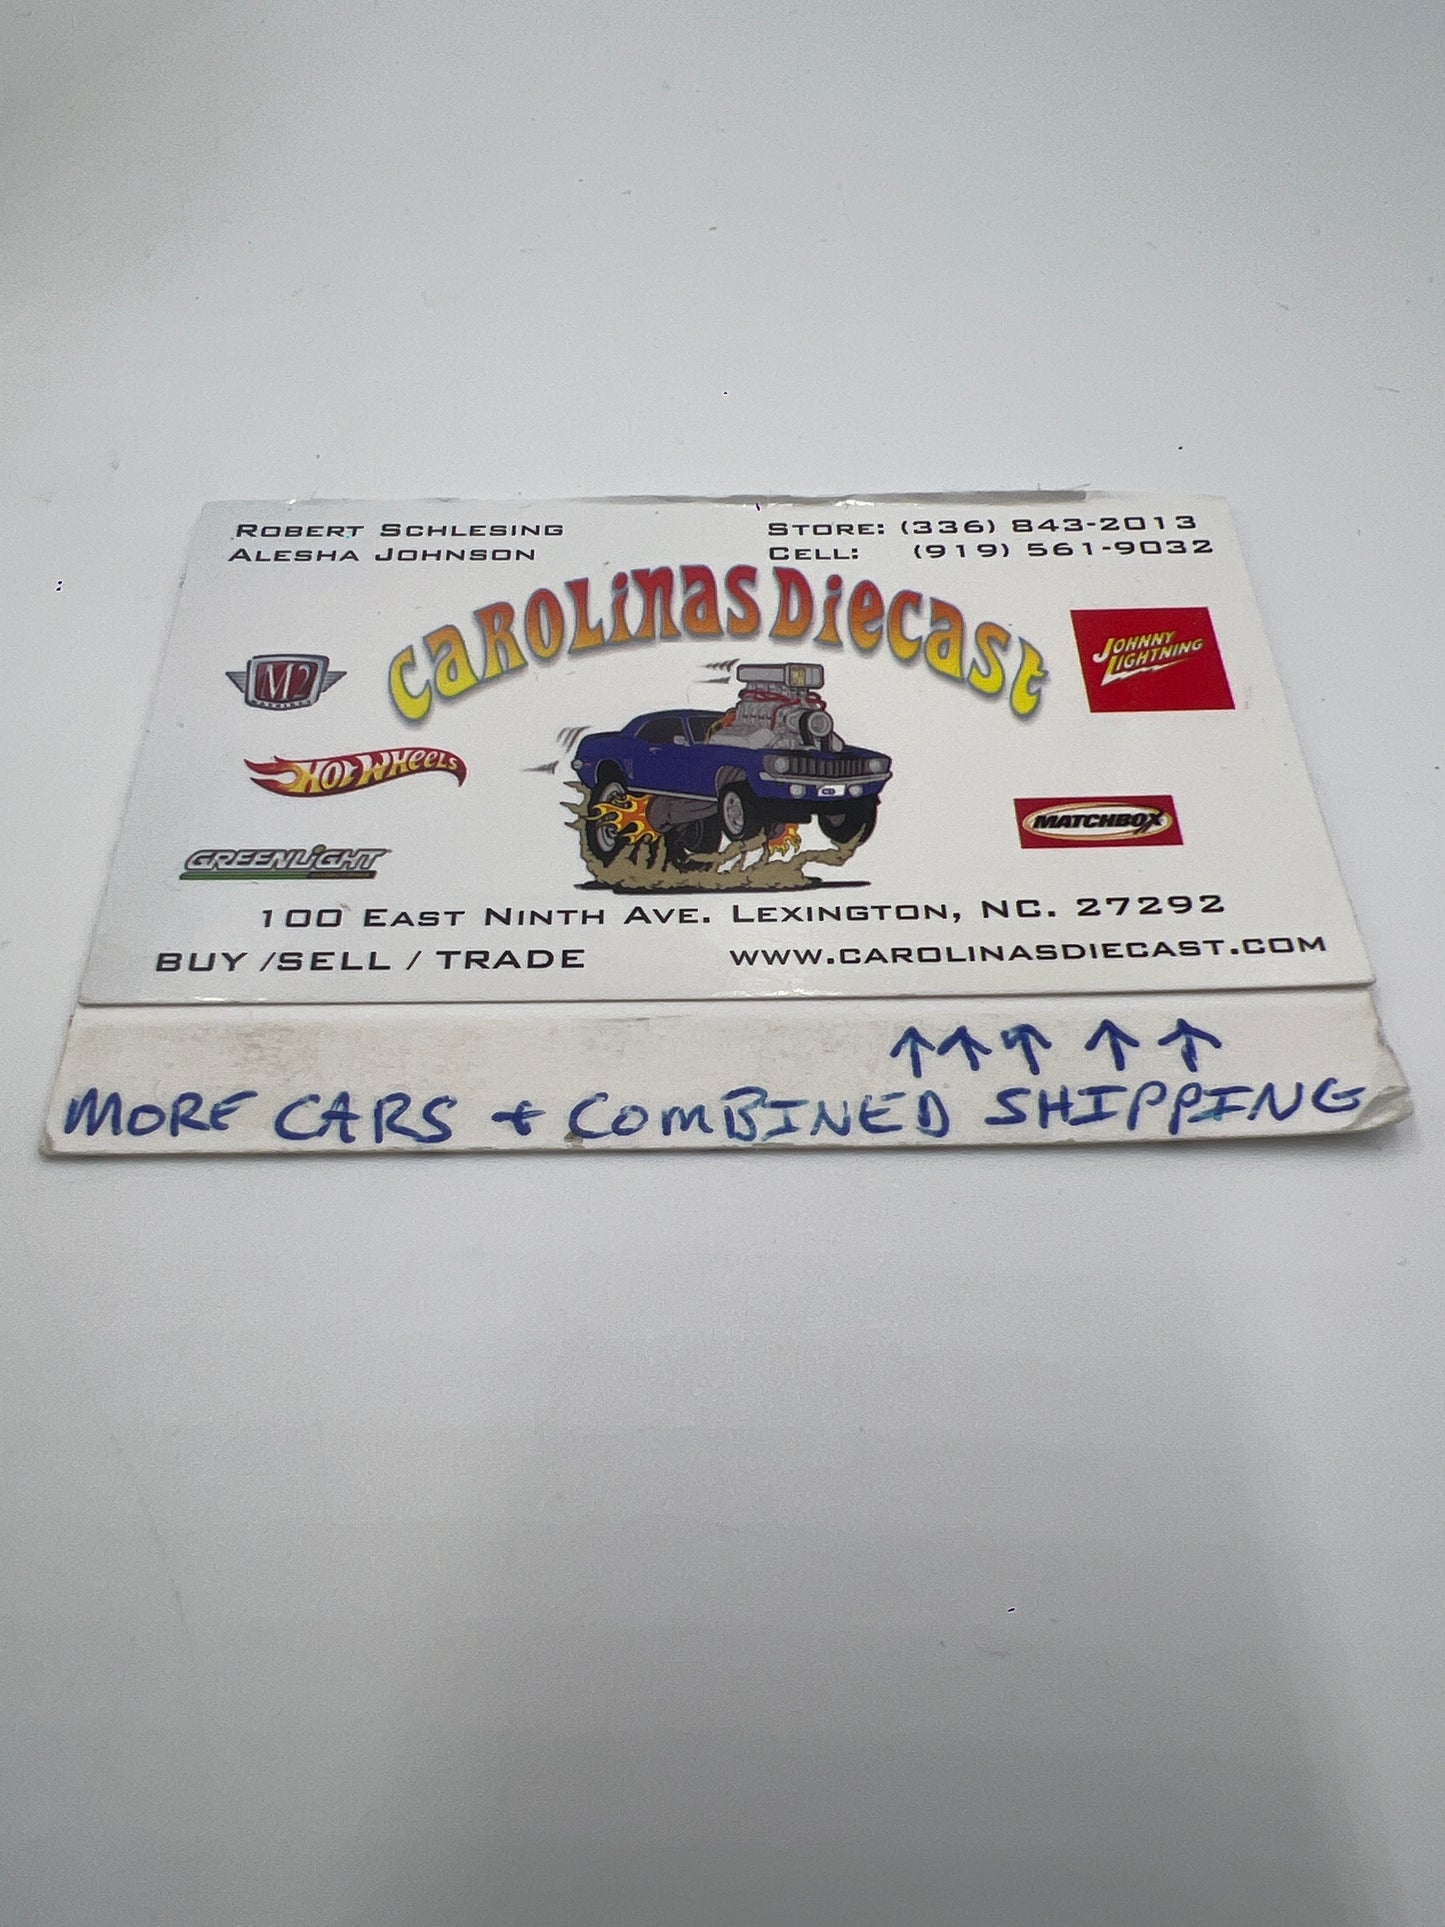 ROBERT SCHLESING
ALESHA JOHNSON
STORE: (336) 843-2013
CELL: (919) 561-9032
CAROLINAS DIECAST
M2
JOHNNY
LIGHTNING
HOT WHEELS
MATCHBOX
GREENLIGHT
100 EAST NINTH AVE. LEXINGTON, NC. 27292
BUY /SELL / TRADE
WWW.CAROLINASDIECAST.COM
↑↑↑ ↑ ↑
MORE CARS + COMBINED SHIPPING